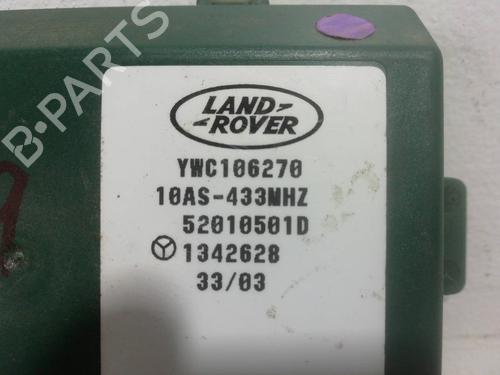 B-PARTS
LAND-
ROVER
YWC106270
10AS-433MHZ
52010501D
1342628
33/03